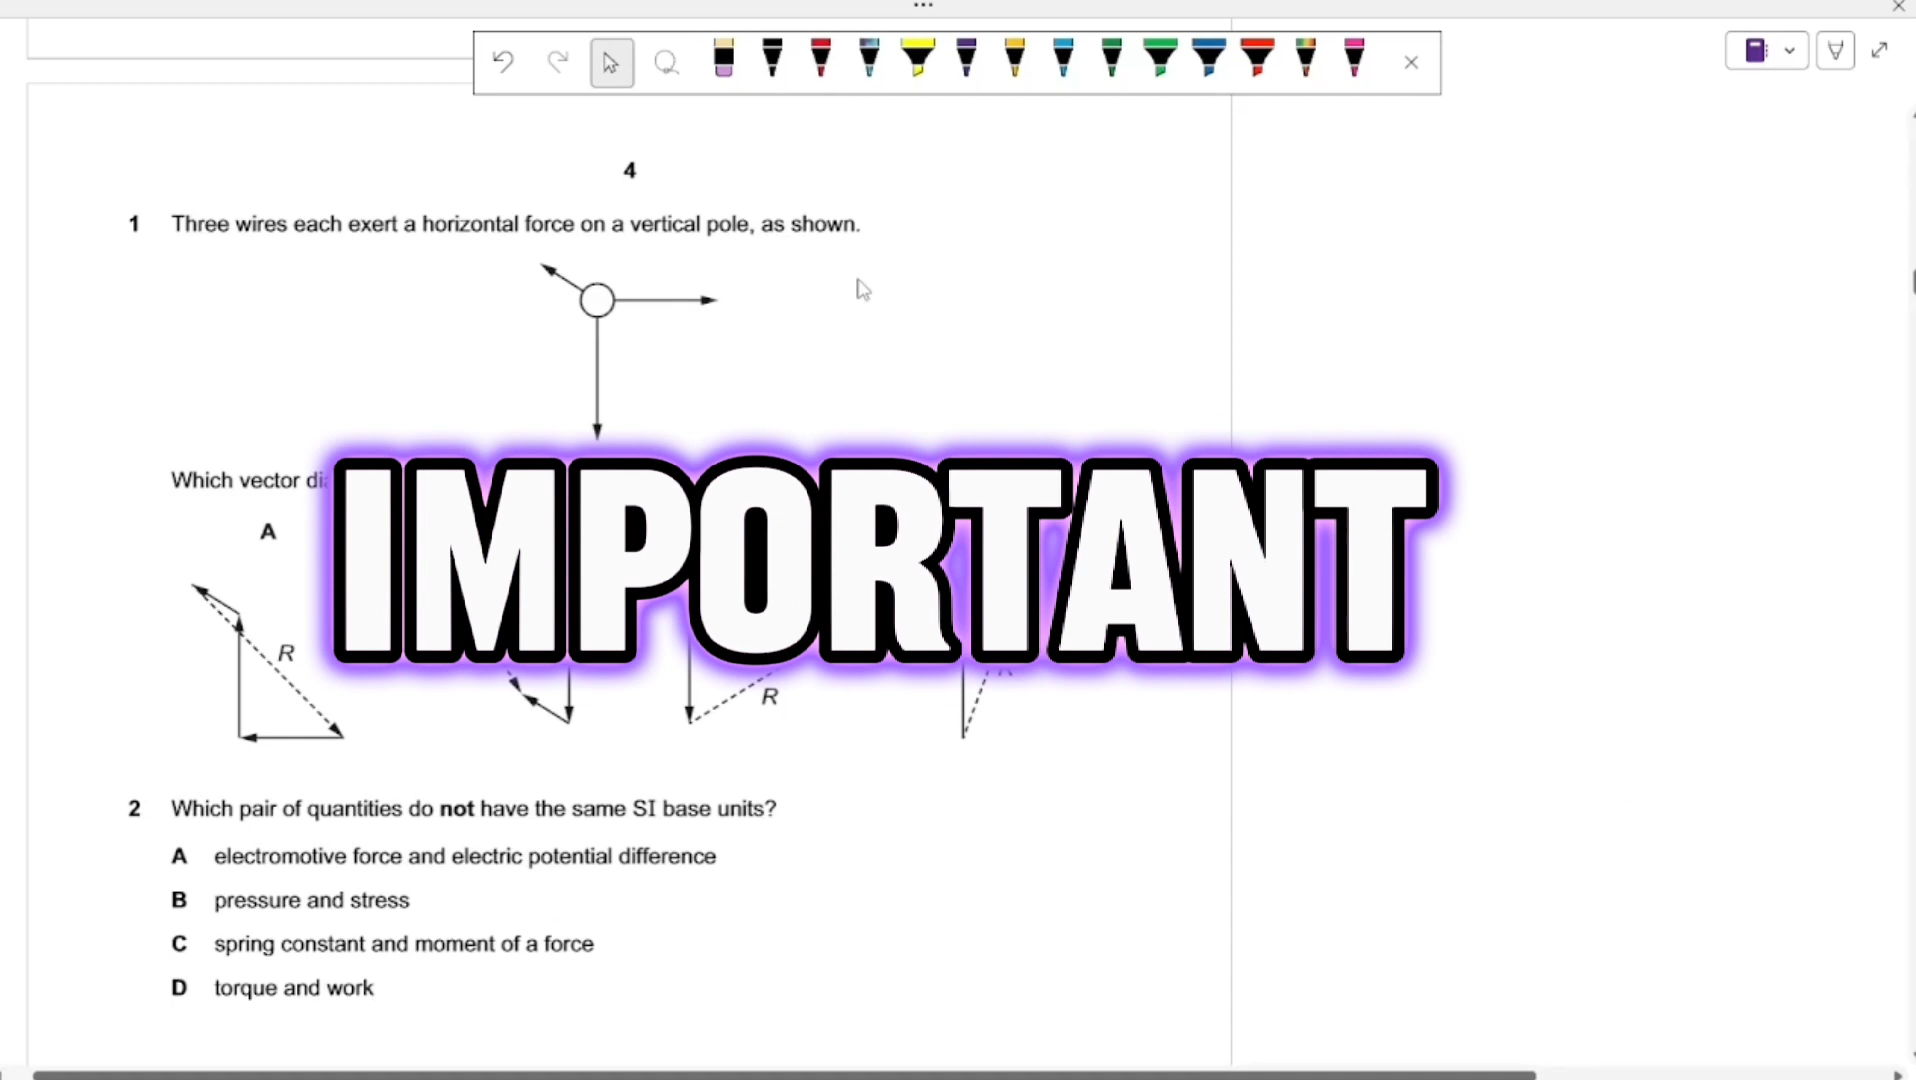 4
1 Three wires each exert a horizontal force on a vertical pole, as shown.
Which vector
IMPORTANT
A
R
R
2 Which pair of quantities do not have the same SI base units?
A electromotive force and electric potential difference
B pressure and stress
C spring constant and moment of a force
D torque and work